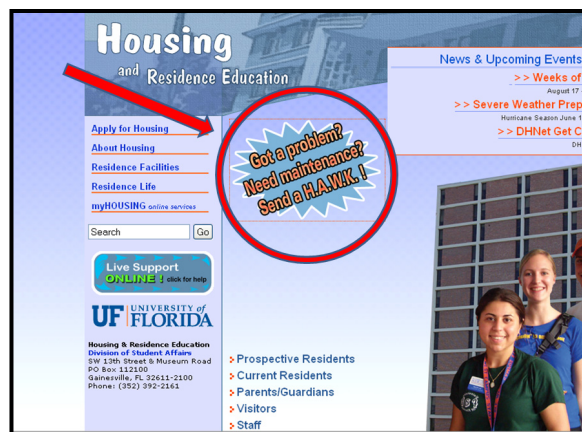 Housing
and Residence Education
News & Upcoming Events
>> Weeks of
August 17
>> Severe Weather Prep
Hurricane Season June 1
>> DHNet Get C
DH
Apply for Housing
About Housing
Residence Facilities
Residence Life
myHOUSING online services
Search Go
Got a problem?
Need maintenance?
Send a H.A.W.K. !
Live Support
ONLINE ! click for help
UF UNIVERSITY of
FLORIDA
Housing & Residence Education
Division of Student Affairs
SW 13th Street & Museum Road
PO Box 112100
Gainesville, FL 32611-2100
Phone: (352) 392-2161
Prospective Residents
Current Residents
Parents/Guardians
Visitors
Staff